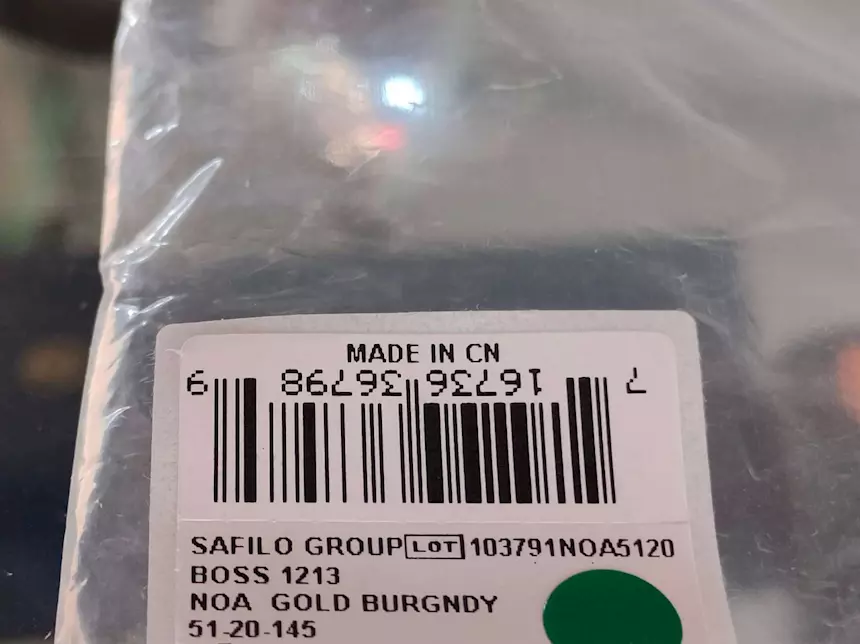 MADE IN CN
7 16736 36798 9
SAFILO GROUP LOT 103791NOA5120
BOSS 1213
NOA GOLD BURGNDY
51-20-145